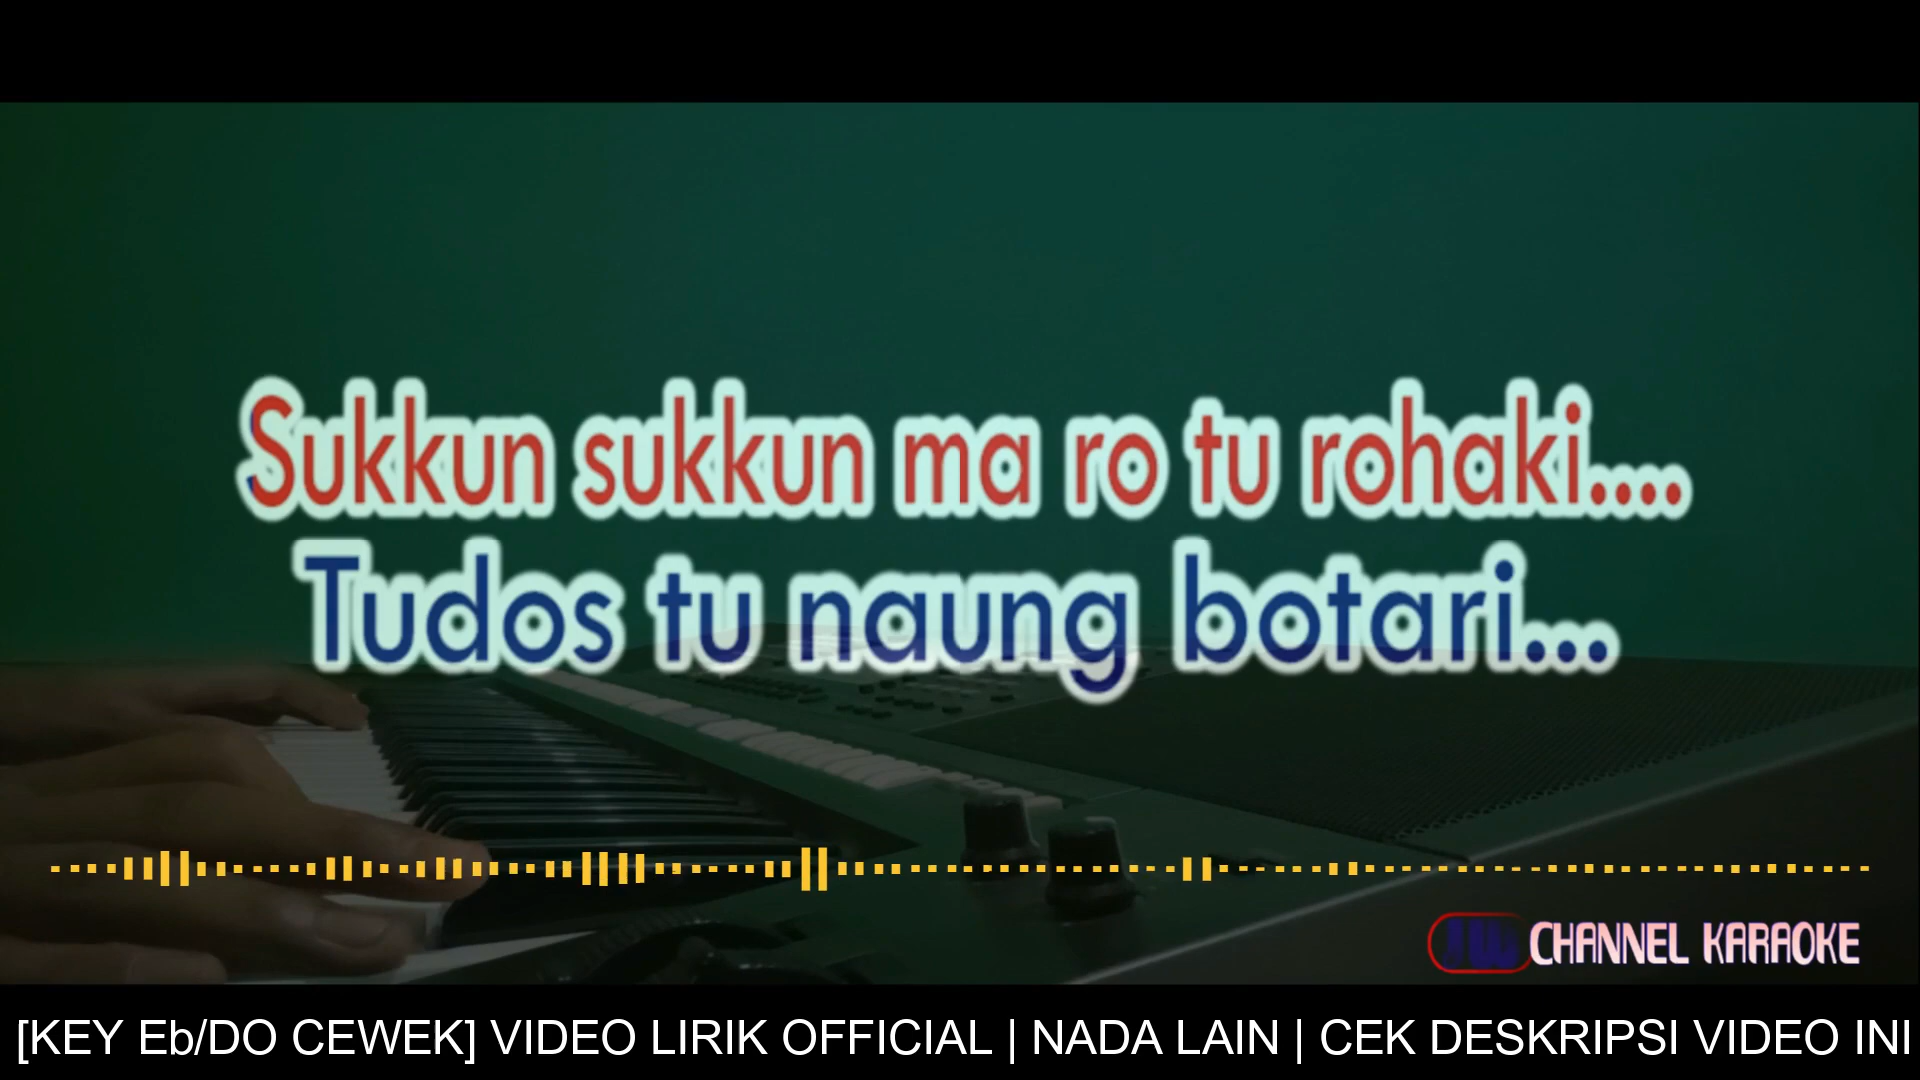 Sukkun sukkun ma ro tu rohaki....
Tudos tu naung botari...
JW CHANNEL KARAOKE
[KEY Eb/DO CEWEK] VIDEO LIRIK OFFICIAL | NADA LAIN | CEK DESKRIPSI VIDEO INI